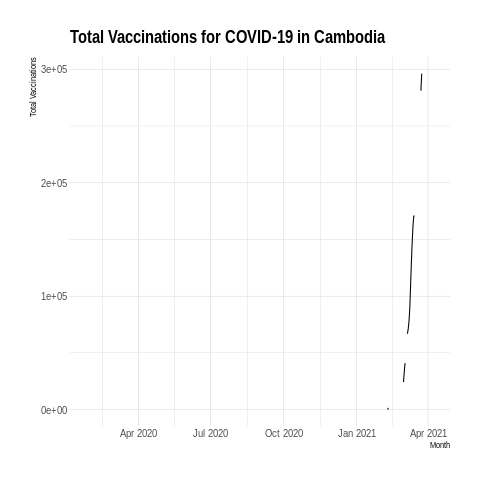 Total Vaccinations for COVID-19 in Cambodia
Total Vaccinations
3e+05
2e+05
1e+05
0e+00
Apr 2020 Jul 2020 Oct 2020 Jan 2021 Apr 2021
Month